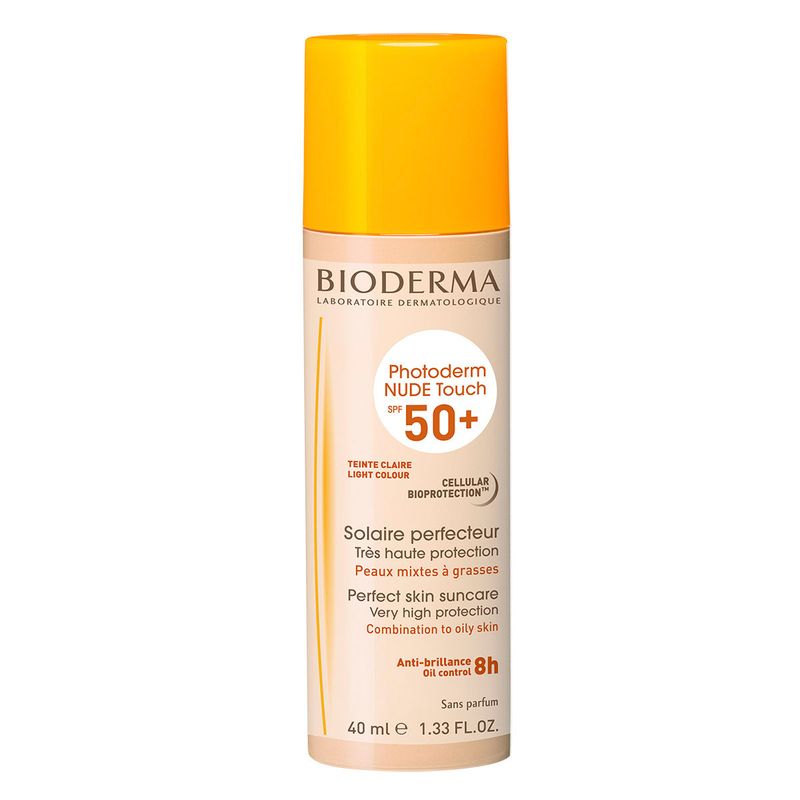 BIODERMA
LABORATOIRE DERMATOLOGIQUE
Photoderm
NUDE Touch
SPF 50+
TEINTE CLAIRE
LIGHT COLOUR
CELLULAR
BIOPROTECTION™
Solaire perfecteur
Très haute protection
Peaux mixtes à grasses
Perfect skin suncare
Very high protection
Combination to oily skin
Anti-brillance
Oil control 8h
Sans parfum
40 ml ℮ 1.33 FL.OZ.